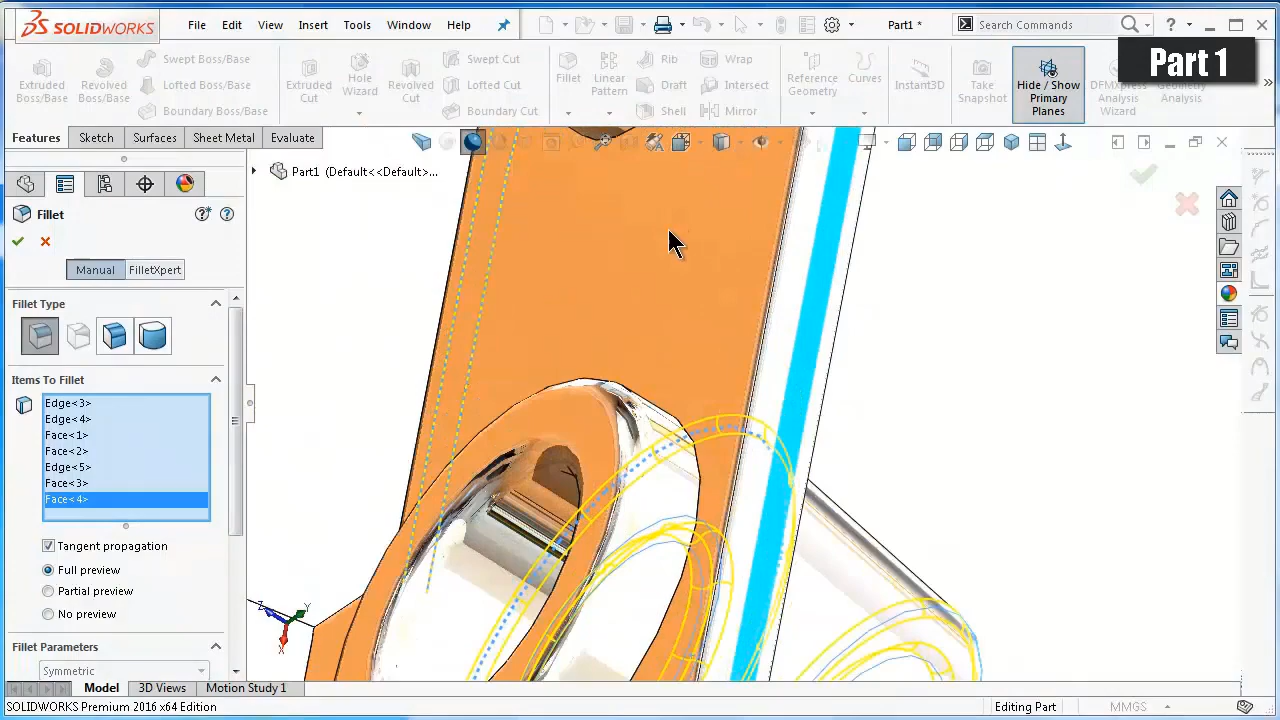 SOLIDWORKS
File Edit View Insert Tools Window Help
Part1 *
Search Commands
Part 1
Extruded Boss/Base
Revolved Boss/Base
Swept Boss/Base
Lofted Boss/Base
Boundary Boss/Base
Extruded Cut
Hole Wizard
Revolved Cut
Swept Cut
Lofted Cut
Boundary Cut
Fillet
Linear Pattern
Rib
Draft
Shell
Wrap
Intersect
Mirror
Reference Geometry
Curves
Instant3D
Take Snapshot
Hide / Show Primary Planes
DFMXpress Analysis Wizard
Geometry Analysis
Features Sketch Surfaces Sheet Metal Evaluate
Part1 (Default<<Default>...
Fillet
Manual FilletXpert
Fillet Type
Items To Fillet
Edge<3>
Edge<4>
Face<1>
Face<2>
Edge<5>
Face<3>
Face<4>
Tangent propagation
Full preview
Partial preview
No preview
Fillet Parameters
Symmetric
Z Y X
Model 3D Views Motion Study 1
SOLIDWORKS Premium 2016 x64 Edition
Editing Part
MMGS